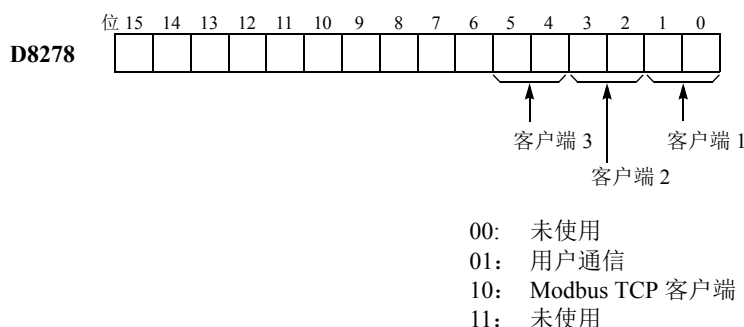 位 15 14 13 12 11 10 9 8 7 6 5 4 3 2 1 0
D8278
客户端 3 客户端 1
客户端 2
00: 未使用
01： 用户通信
10： Modbus TCP 客户端
11： 未使用